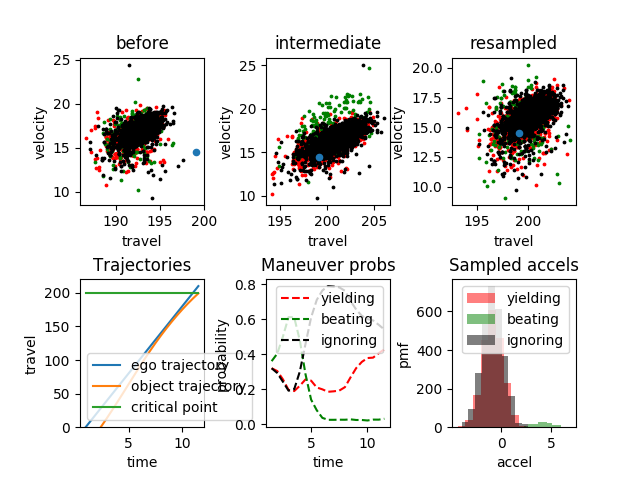 before
intermediate
resampled
25
20
15
10
velocity
190
195
200
travel
25
20
15
10
velocity
195
200
205
travel
20.0
17.5
15.0
12.5
10.0
velocity
195
200
travel
Trajectories
Maneuver probs
Sampled accels
200
150
100
50
0
travel
ego trajectory
object trajectory
critical point
5
10
time
0.8
0.6
0.4
0.2
0.0
probability
yielding
beating
ignoring
5
10
time
600
400
200
0
pmf
yielding
beating
ignoring
0
5
accel